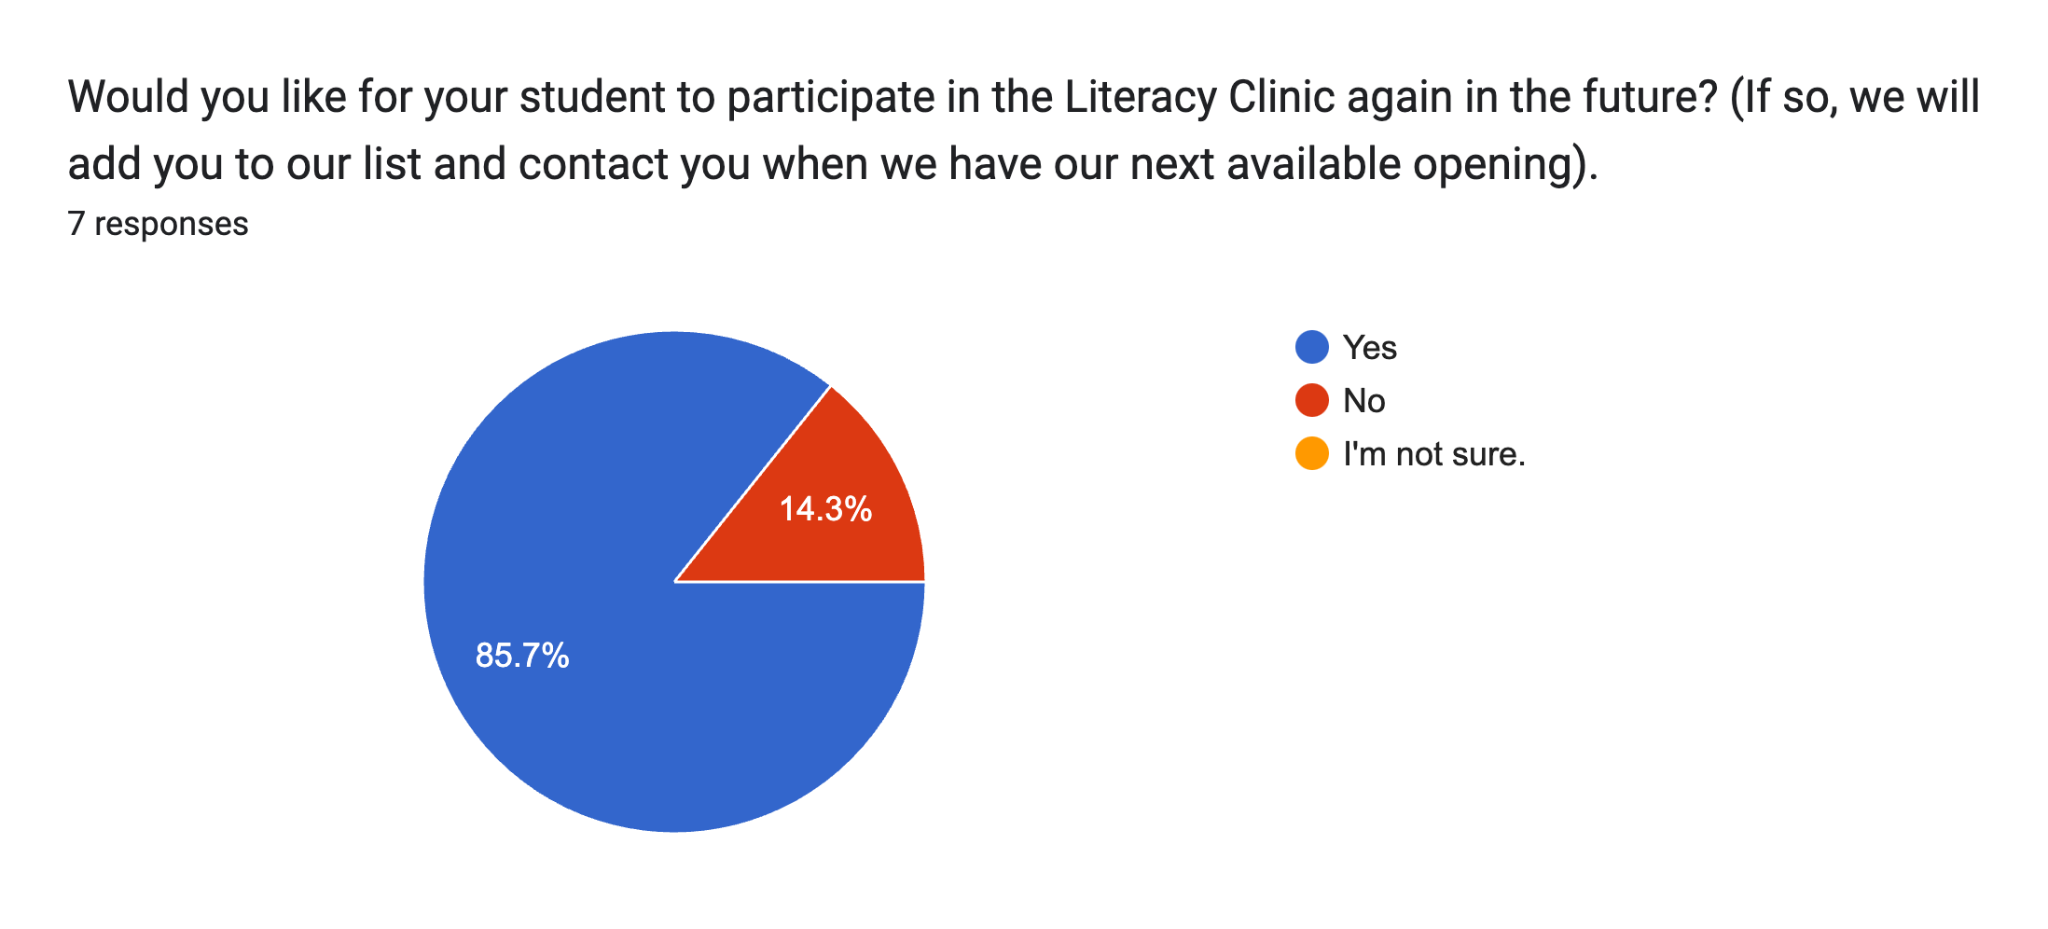 Would you like for your student to participate in the Literacy Clinic again in the future? (If so, we will
add you to our list and contact you when we have our next available opening).
7 responses
Yes
No
I'm not sure.
14.3%
85.7%